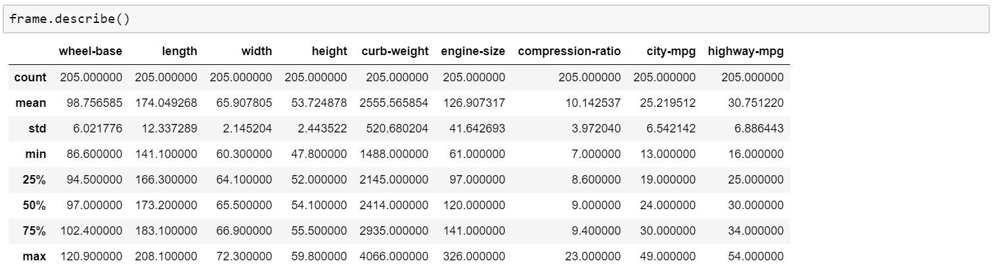 frame.describe()
wheel-base length width height curb-weight engine-size compression-ratio city-mpg highway-mpg
count 205.000000 205.000000 205.000000 205.000000 205.000000 205.000000 205.000000 205.000000 205.000000
mean 98.756585 174.049268 65.907805 53.724878 2555.565854 126.907317 10.142537 25.219512 30.751220
std 6.021776 12.337289 2.145204 2.443522 520.680204 41.642693 3.972040 6.542142 6.886443
min 86.600000 141.100000 60.300000 47.800000 1488.000000 61.000000 7.000000 13.000000 16.000000
25% 94.500000 166.300000 64.100000 52.000000 2145.000000 97.000000 8.600000 19.000000 25.000000
50% 97.000000 173.200000 65.500000 54.100000 2414.000000 120.000000 9.000000 24.000000 30.000000
75% 102.400000 183.100000 66.900000 55.500000 2935.000000 141.000000 9.400000 30.000000 34.000000
max 120.900000 208.100000 72.300000 59.800000 4066.000000 326.000000 23.000000 49.000000 54.000000